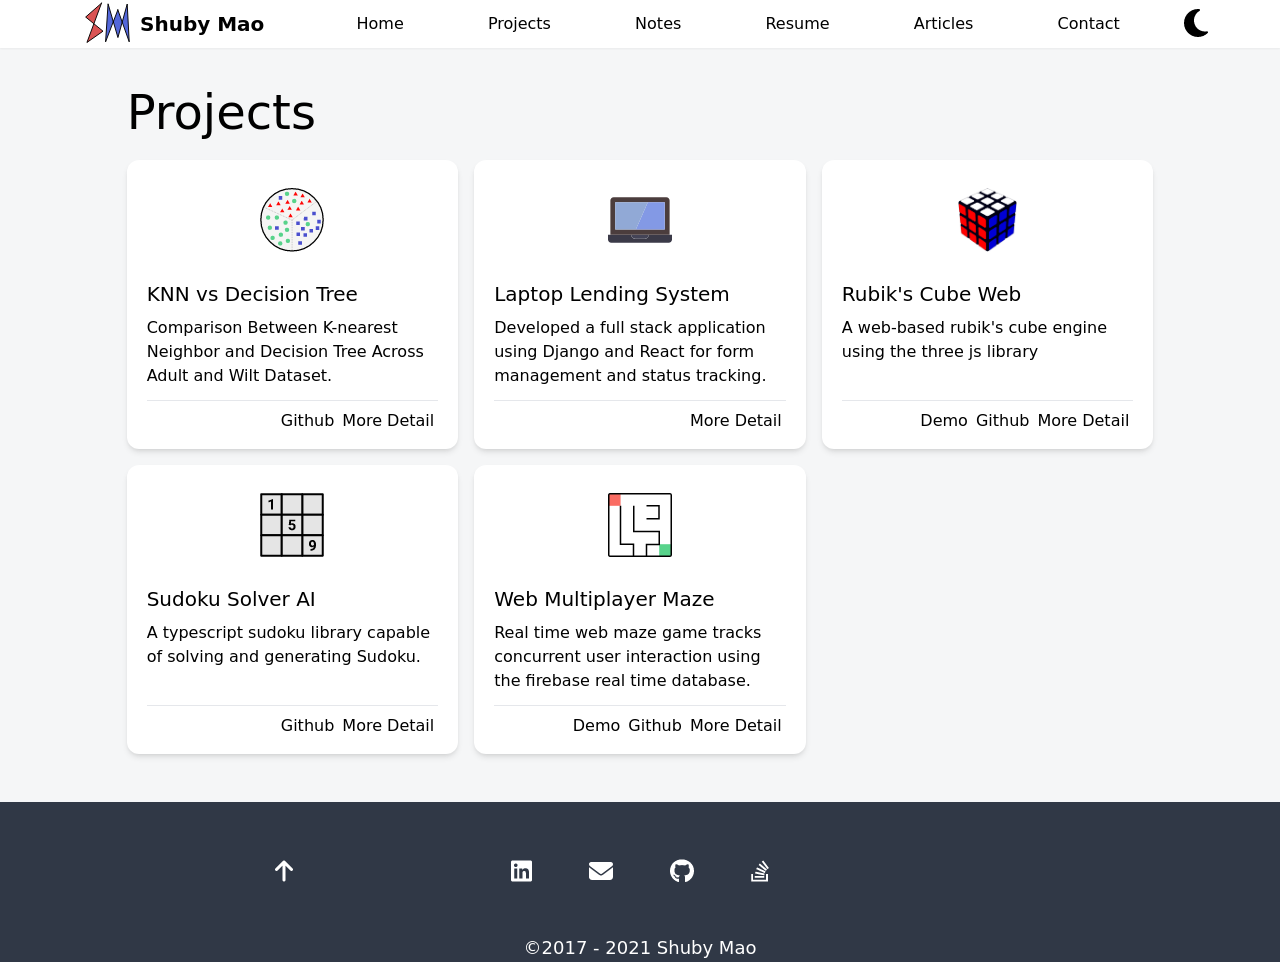 Shuby Mao
Home Projects Notes Resume Articles Contact
Projects
KNN vs Decision Tree
Comparison Between K-nearest
Neighbor and Decision Tree Across
Adult and Wilt Dataset.
Github More Detail
Laptop Lending System
Developed a full stack application
using Django and React for form
management and status tracking.
More Detail
Rubik's Cube Web
A web-based rubik's cube engine
using the three js library
Demo Github More Detail
1
5
9
Sudoku Solver AI
A typescript sudoku library capable
of solving and generating Sudoku.
Github More Detail
Web Multiplayer Maze
Real time web maze game tracks
concurrent user interaction using
the firebase real time database.
Demo Github More Detail
©2017 - 2021 Shuby Mao